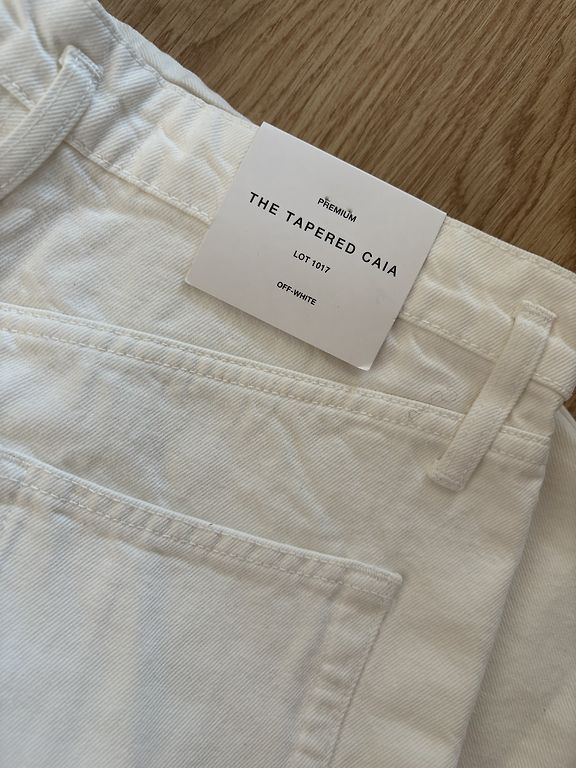 PREMIUM
THE TAPERED CAIA
LOT 1017
OFF-WHITE